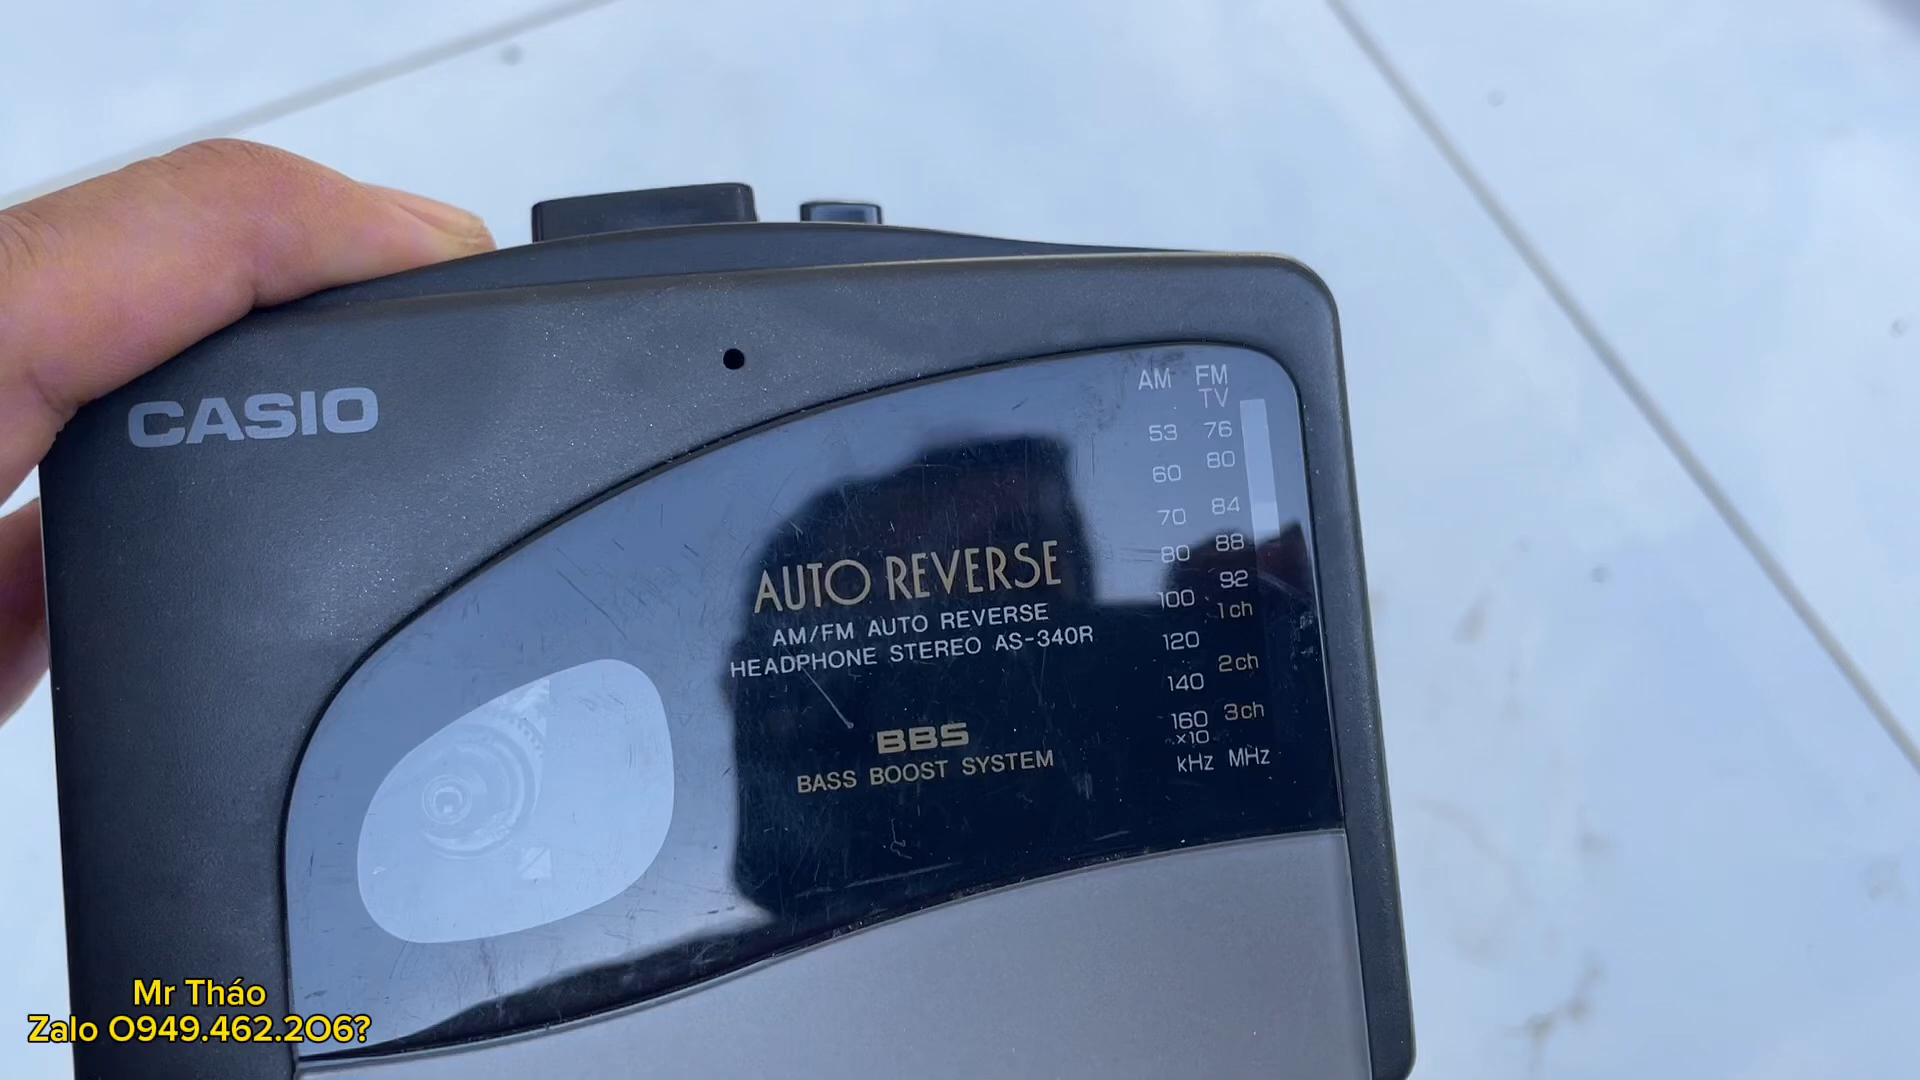 CASIO
AM FM
TV
53 76
60 80
70 84
80 88
92
100 1ch
120
2ch
140
160 3ch
×10
kHz MHz
AUTO REVERSE
AM/FM AUTO REVERSE
HEADPHONE STEREO AS-340R
BBS
BASS BOOST SYSTEM
Mr Tháo
Zalo 0949.462.206?